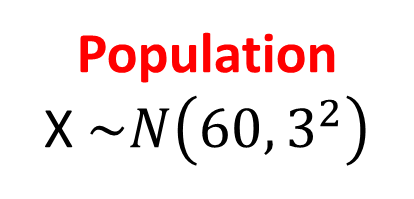 Population
X ~N(60, 3²)